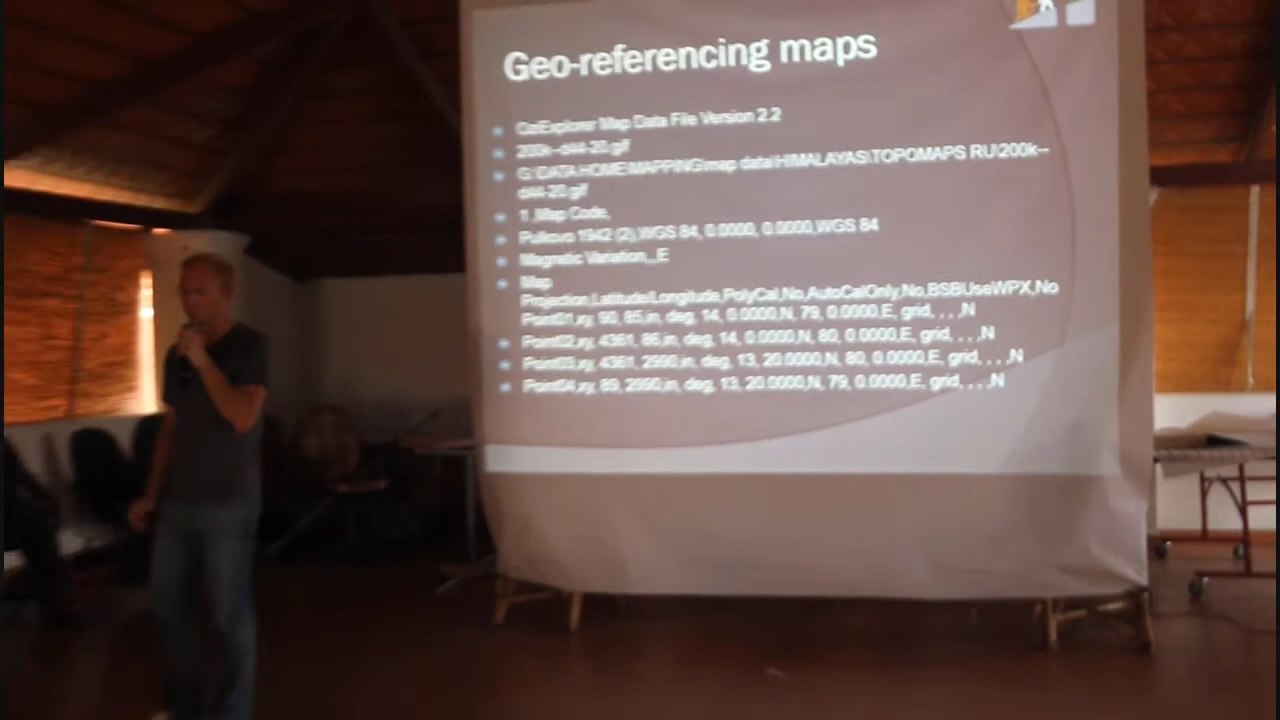 Geo-referencing maps
OziExplorer Map Data File Version 2.2
200k--d44-20.gif
G:\DATA HOME\MAPPING\map data\HIMALAYAS\TOPOMAPS RU\200k--
d44-20.gif
1 ,Map Code,
Pulkovo 1942 (2),WGS 84, 0.0000, 0.0000,WGS 84
Magnetic Variation,,,E
Map
Projection,Latitude/Longitude,PolyCal,No,AutoCalOnly,No,BSBUseWPX,No
Point01,xy, 90, 85,in, deg, 14, 0.0000,N, 79, 0.0000,E, grid, , , ,N
Point02,xy, 4361, 86,in, deg, 14, 0.0000,N, 80, 0.0000,E, grid, , , ,N
Point03,xy, 4361, 2990,in, deg, 13, 20.0000,N, 80, 0.0000,E, grid, , , ,N
Point04,xy, 89, 2990,in, deg, 13, 20.0000,N, 79, 0.0000,E, grid, , , ,N